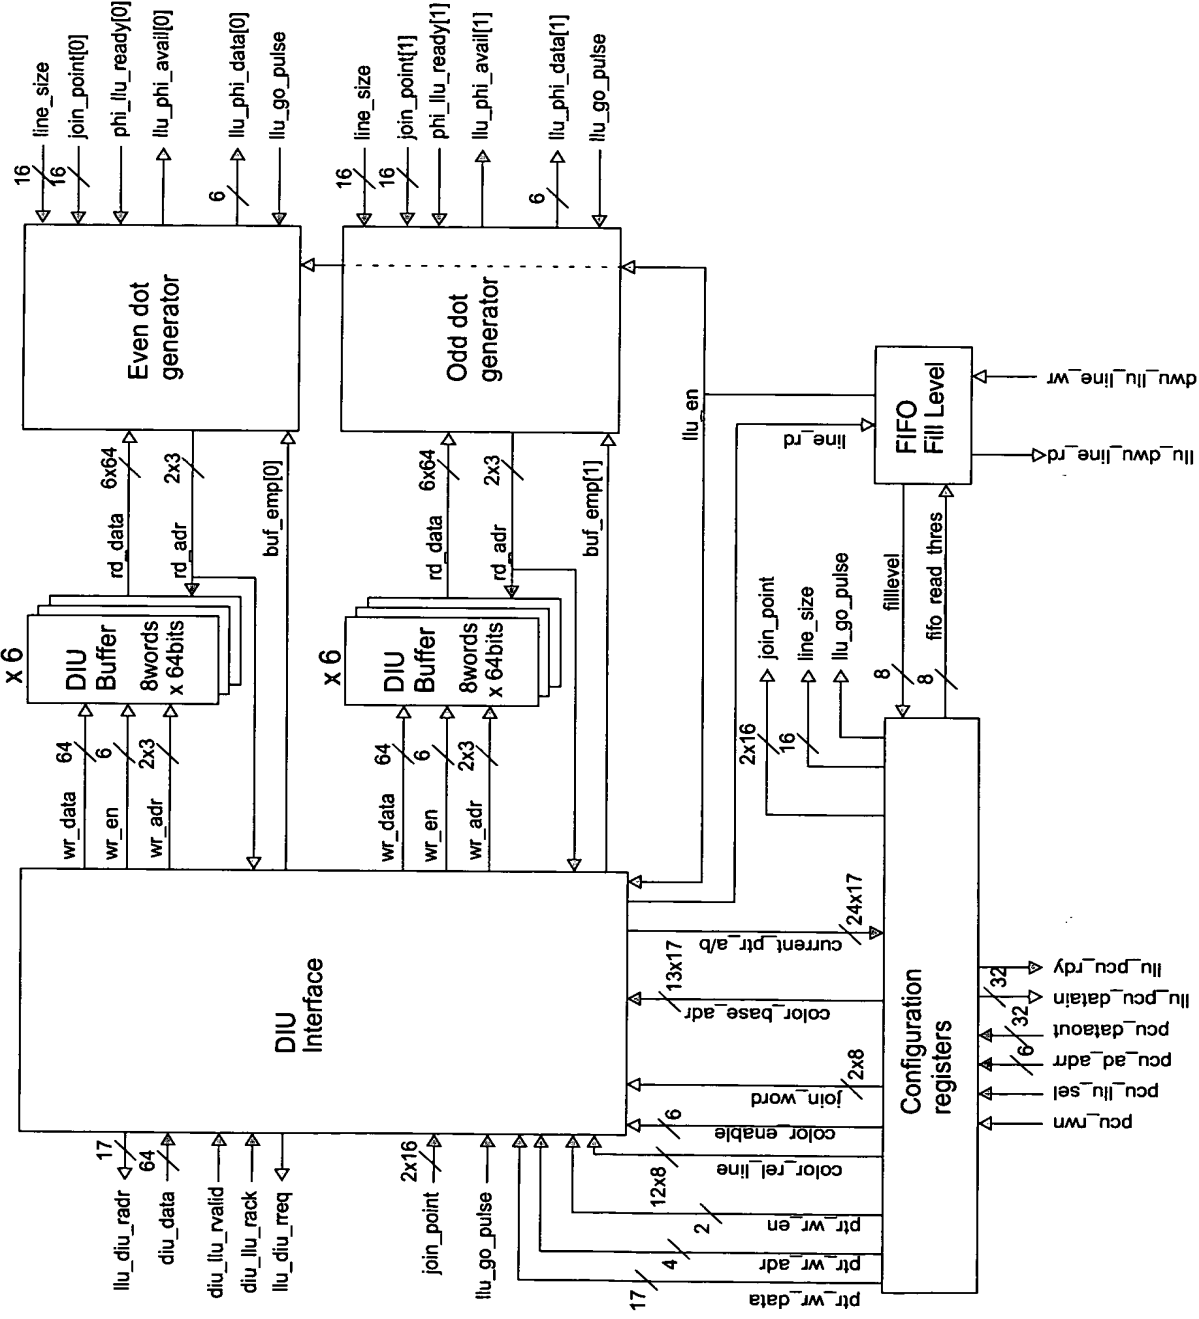 line_size
join_point[0]
phi_llu_ready[0]
llu_phi_avail[0]
llu_phi_data[0]
llu_go_pulse
16
16
6
Even dot
generator
line_size
join_point[1]
phi_llu_ready[1]
llu_phi_avail[1]
llu_phi_data[1]
llu_go_pulse
16
16
6
Odd dot
generator
rd_data
6x64
rd_adr
2x3
buf_emp[0]
rd_data
6x64
rd_adr
2x3
buf_emp[1]
llu_en
line_rd
x 6
DIU
Buffer
8words
x 64bits
x 6
DIU
Buffer
8words
x 64bits
FIFO
Fill Level
dwu_llu_line_wr
llu_dwu_line_rd
wr_data
64
wr_en
6
wr_adr
2x3
wr_data
64
wr_en
6
wr_adr
2x3
join_point
2x16
line_size
16
llu_go_pulse
filllevel
8
fifo_read_thres
8
DIU
Interface
llu_diu_radr
17
diu_data
64
diu_llu_rvalid
diu_llu_rack
llu_diu_rreq
join_point
2x16
llu_go_pulse
current_ptr_a/b
24x17
color_base_adr
13x17
join_word
2x8
color_enable
6
color_rel_line
12x8
ptr_wr_en
2
ptr_wr_adr
4
ptr_wr_data
17
Configuration
registers
llu_pcu_rdy
llu_pcu_datain
32
pcu_dataout
32
pcu_ad_adr
6
pcu_llu_sel
pcu_rwn